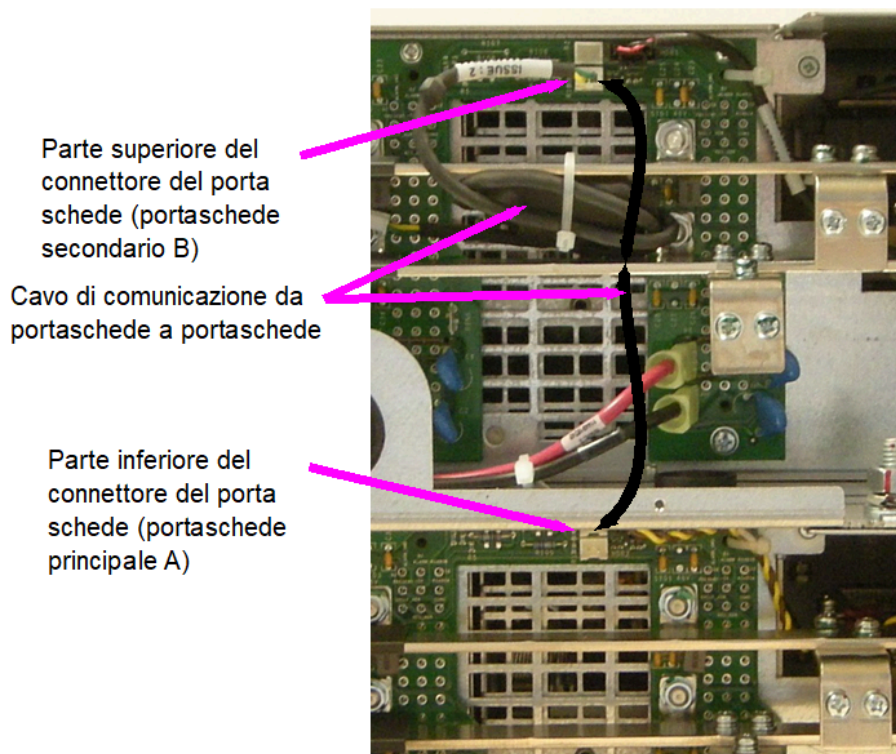 ISSUE: 2
Parte superiore del
connettore del porta
schede (portaschede
secondario B)
Cavo di comunicazione da
portaschede a portaschede
Parte inferiore del
connettore del porta
schede (portaschede
principale A)